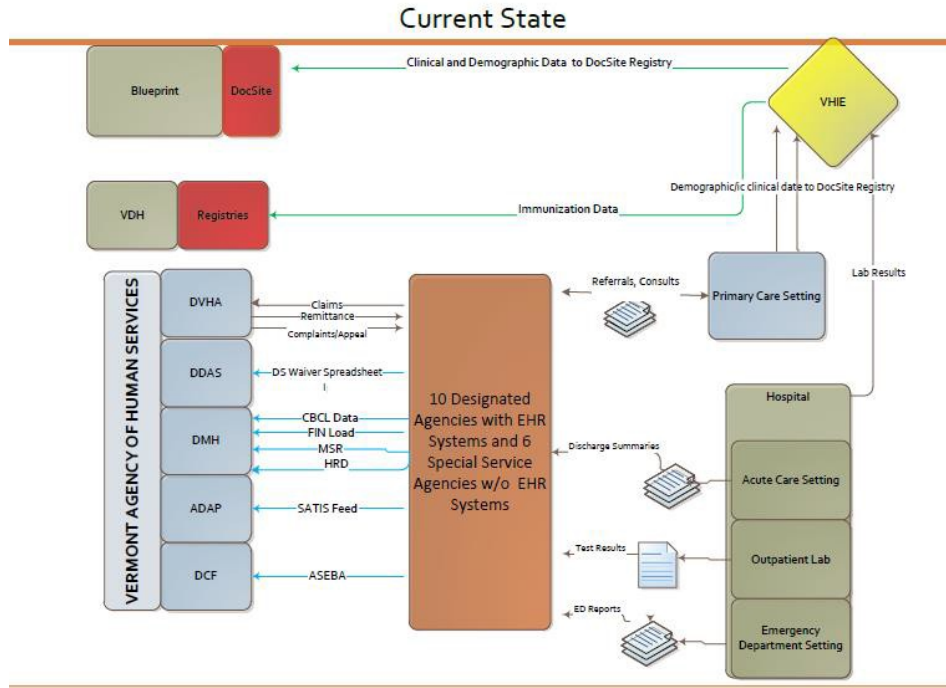 Current State
Blueprint
DocSite
Clinical and Demographic Data to DocSite Registry
VHIE
VDH
Registries
Immunization Data
Demographic/ic clinical date to DocSite Registry
Lab Results
VERMONT AGENCY OF HUMAN SERVICES
DVHA
Claims
Remittance
Complaints/Appeal
DDAS
DS Waiver Spreadsheet
DMH
CBCL Data
FIN Load
MSR
HRD
ADAP
SATIS Feed
DCF
ASEBA
10 Designated
Agencies with EHR
Systems and 6
Special Service
Agencies w/o EHR
Systems
Referrals, Consults
Primary Care Setting
Hospital
Discharge Summaries
Acute Care Setting
Test Results
Outpatient Lab
ED Reports
Emergency
Department Setting